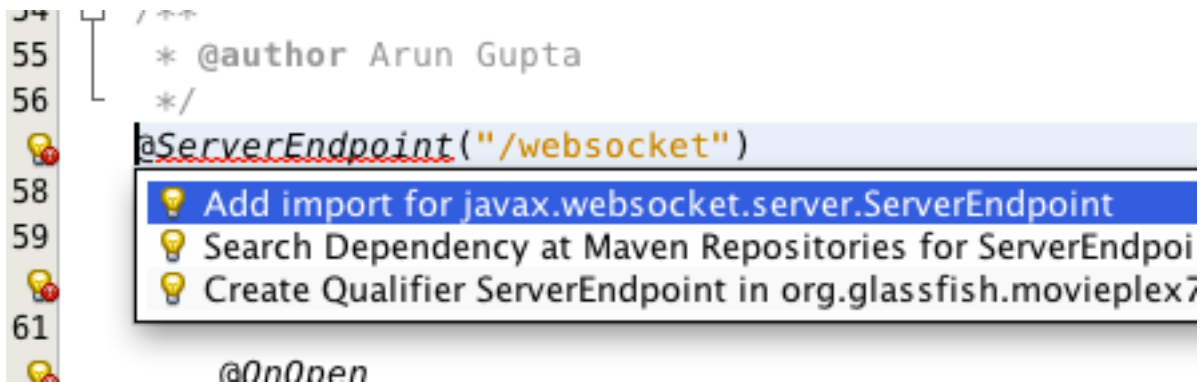 54 /**
55 * @author Arun Gupta
56 */
@ServerEndpoint("/websocket")
58 Add import for javax.websocket.server.ServerEndpoint
59 Search Dependency at Maven Repositories for ServerEndpoi
Create Qualifier ServerEndpoint in org.glassfish.movieplex7
61
@OnOpen